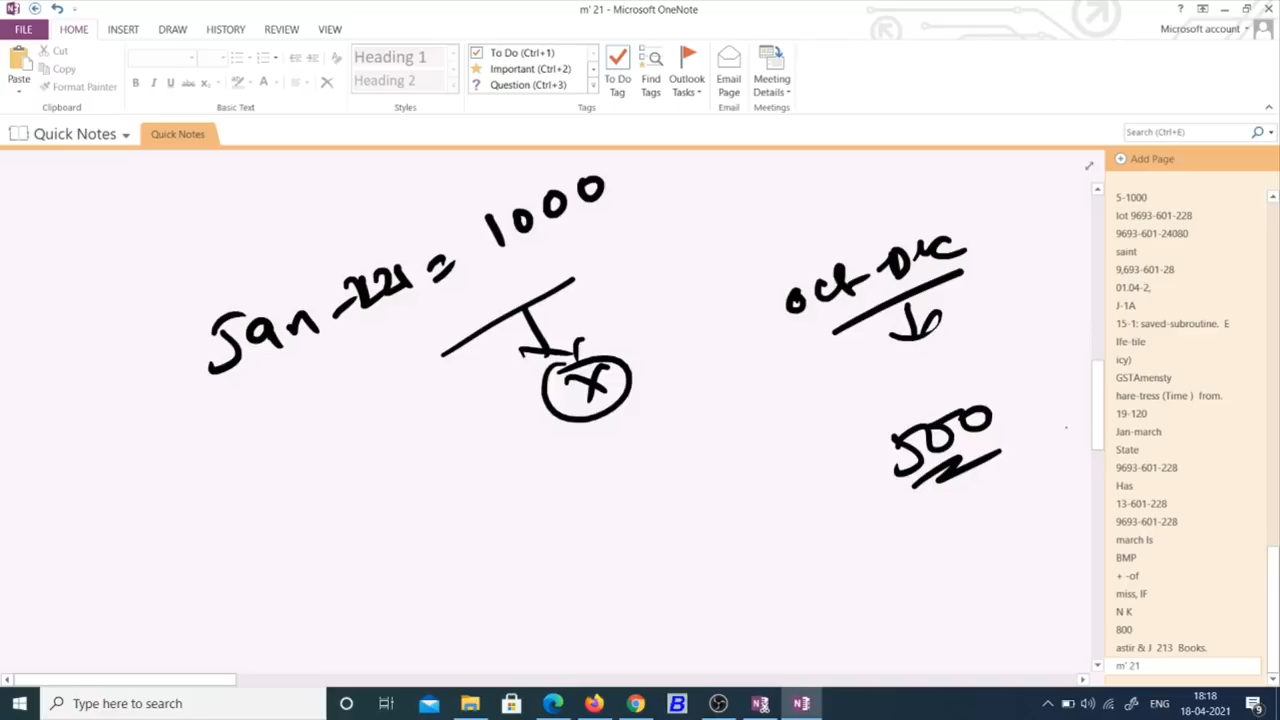 m' 21 - Microsoft OneNote
FILE HOME INSERT DRAW HISTORY REVIEW VIEW
Microsoft account
Paste
Cut
Copy
Format Painter
Clipboard
B I U abc A
Basic Text
Heading 1
Heading 2
Styles
To Do (Ctrl+1)
Important (Ctrl+2)
Question (Ctrl+3)
Tags
To Do Tag
Find Tags
Outlook Tasks
Email Page
Email
Meeting Details
Meetings
Quick Notes
Quick Notes
Search (Ctrl+E)
Add Page
Jan = 1000
x
Oct-Dec
500
5-1000
lot 9693-601-228
9693-601-24080
saint
9,693-601-28
01.04-2,
J-1A
15-1: saved-subroutine. E
Ife-tile
icy)
GSTAmensty
hare-tress (Time ) from.
19-120
Jan-march
State
9693-601-228
Has
13-601-228
9693-601-228
march Is
BMP
+ -of
miss, IF
N K
800
astir & J 213 Books.
m' 21
Type here to search
B
ENG
18:18
18-04-2021
9